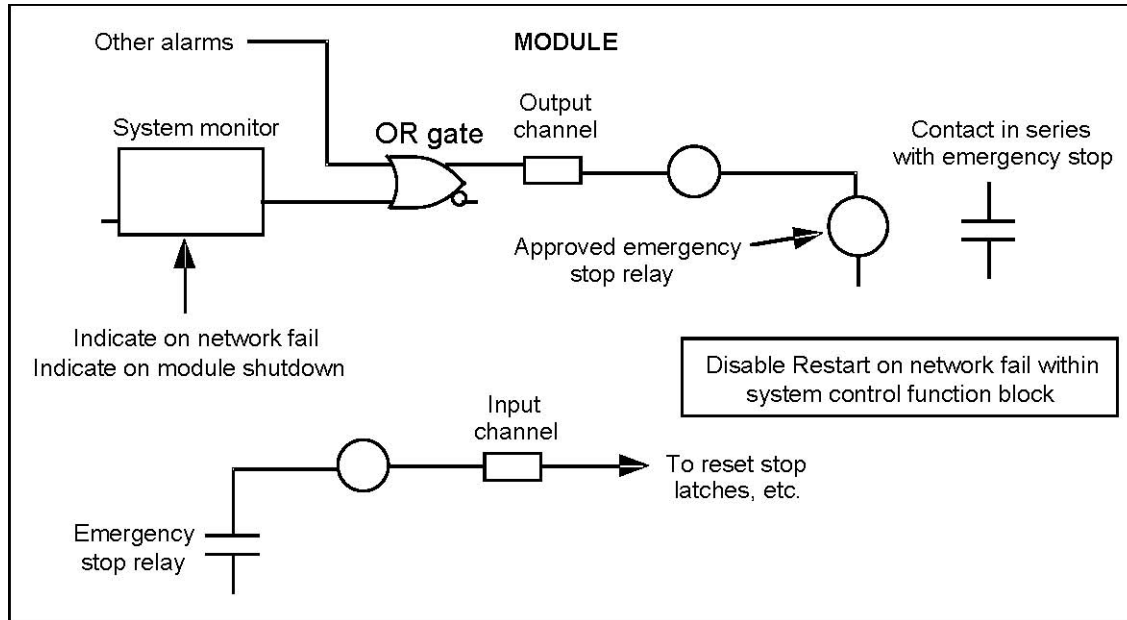 Other alarms
MODULE
System monitor
OR gate
Output
channel
Contact in series
with emergency stop
Approved emergency
stop relay
Indicate on network fail
Indicate on module shutdown
Disable Restart on network fail within
system control function block
Input
channel
To reset stop
latches, etc.
Emergency
stop relay